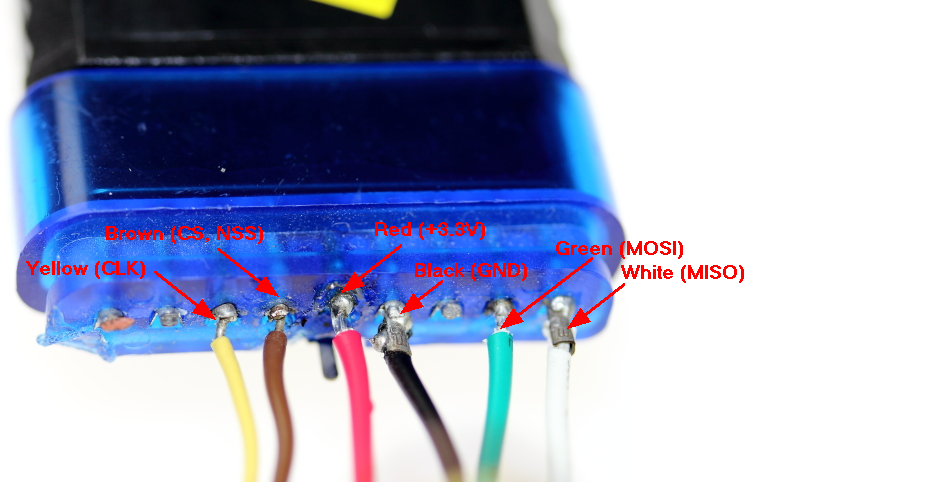 Brown (CS, NSS)
Red (+3.3V)
Yellow (CLK)
Black (GND)
Green (MOSI)
White (MISO)